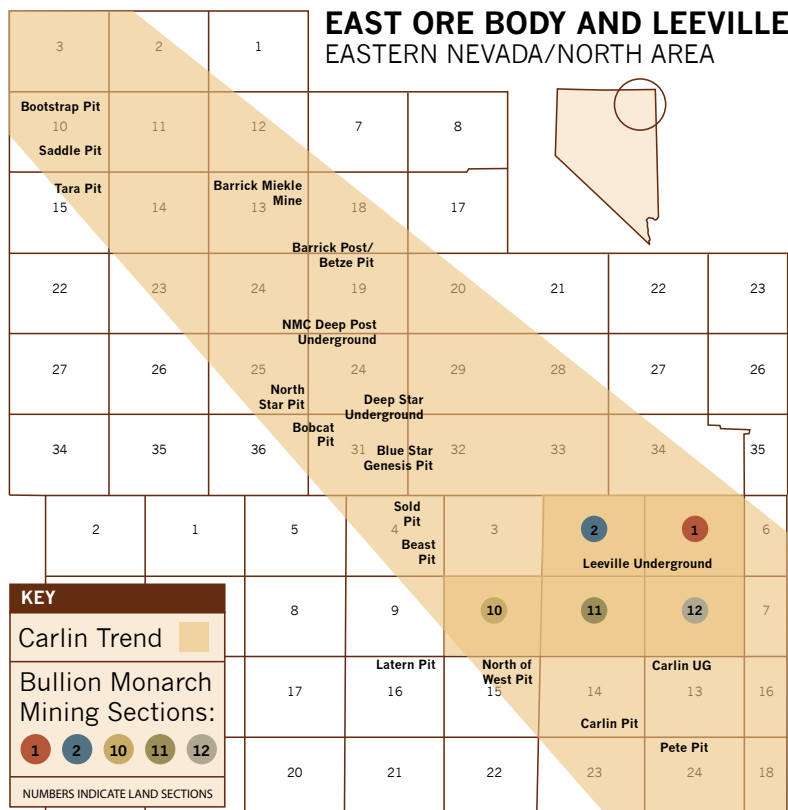 EAST ORE BODY AND LEEVILLE
EASTERN NEVADA/NORTH AREA
3
2
1
Bootstrap Pit
10
11
12
7
8
Saddle Pit
Tara Pit
15
14
Barrick Miekle
Mine
13
18
17
Barrick Post/
Betze Pit
22
23
24
19
20
21
22
23
NMC Deep Post
Underground
27
26
25
24
29
28
27
26
North
Star Pit
Deep Star
Underground
Bobcat
Pit
34
35
36
31
Blue Star
Genesis Pit
32
33
34
35
Sold
Pit
2
1
5
4
3
2
1
6
Beast
Pit
Leeville Underground
8
9
10
11
12
7
Latern Pit
North of
West Pit
Carlin UG
17
16
15
14
13
16
Carlin Pit
Pete Pit
20
21
22
23
24
18
KEY
Carlin Trend
Bullion Monarch
Mining Sections:
1 2 10 11 12
NUMBERS INDICATE LAND SECTIONS